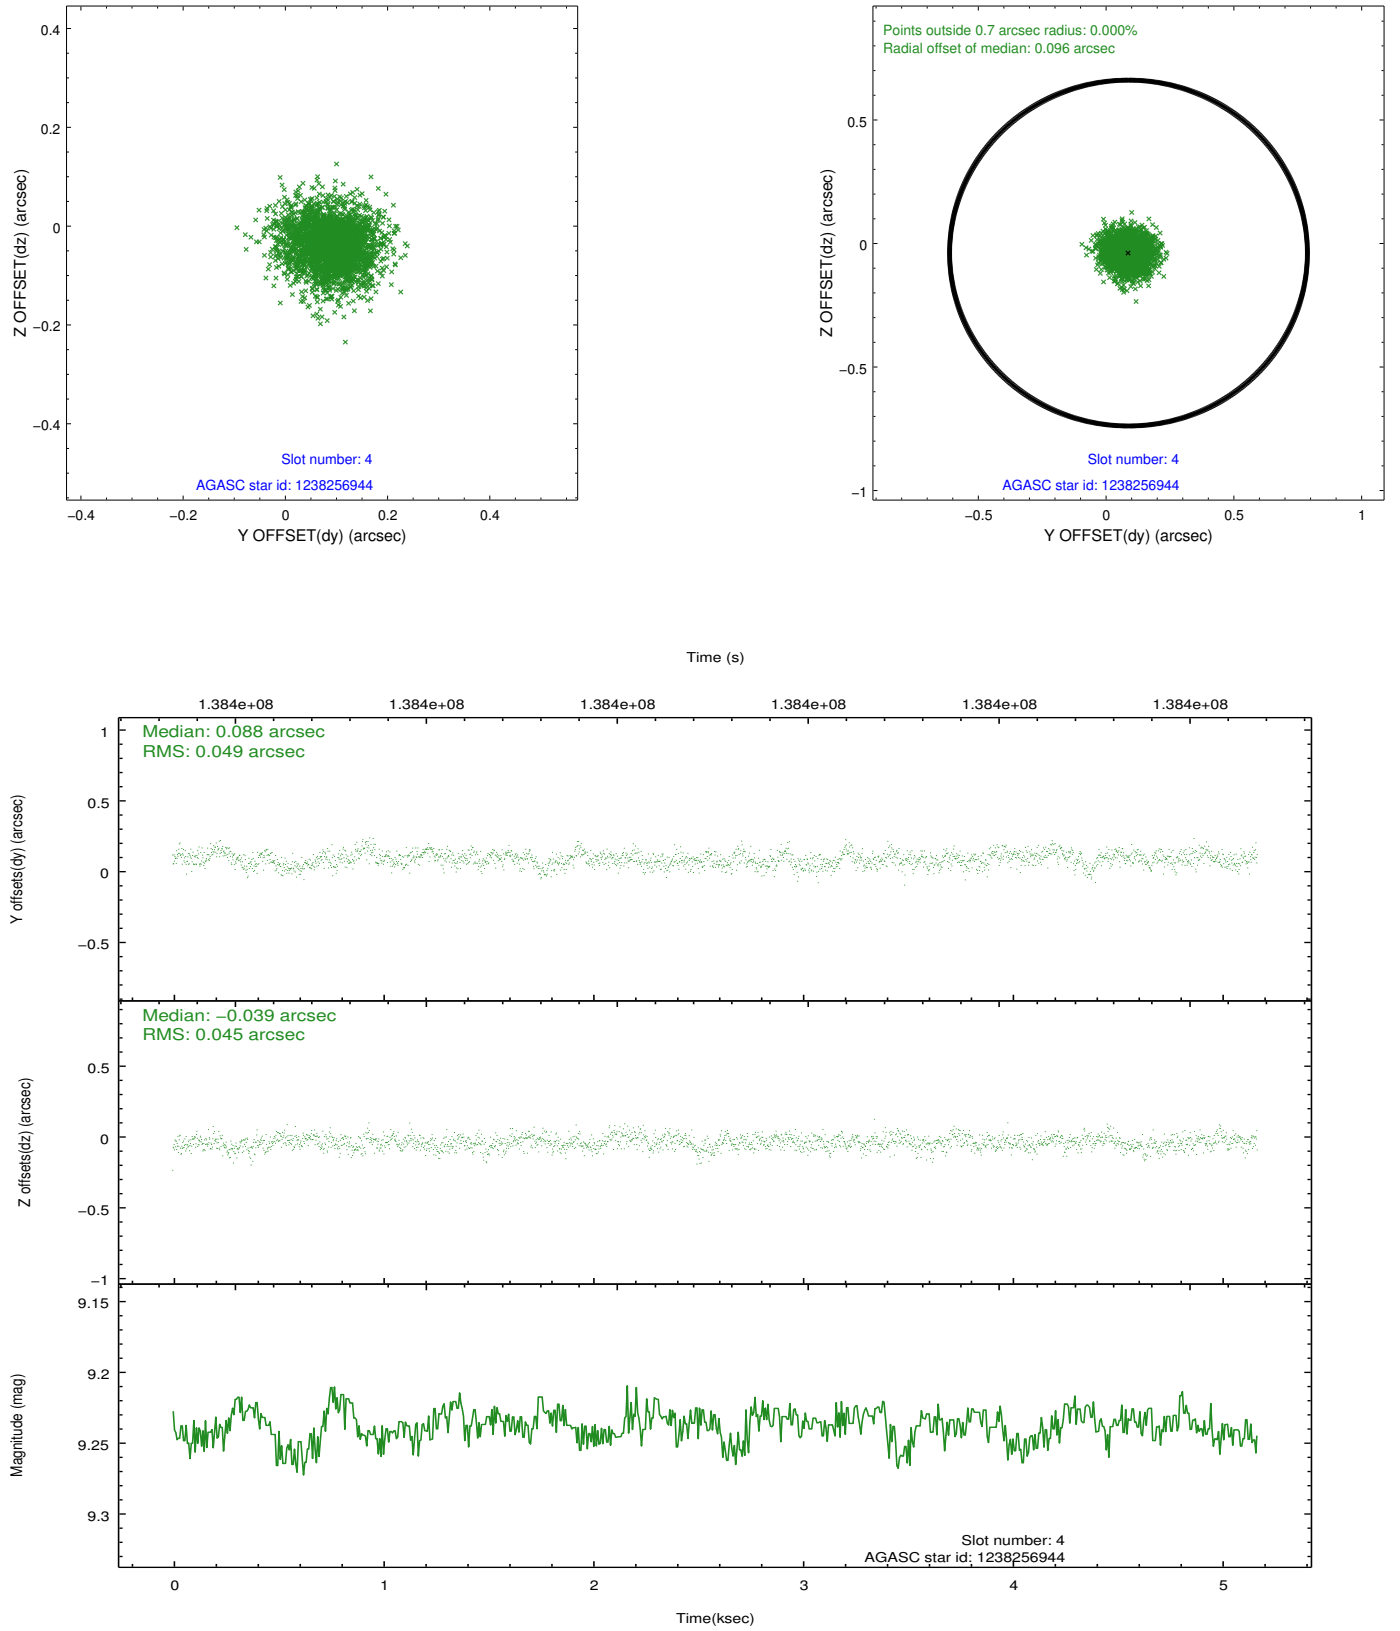 0.4
0.2
0
−0.2
−0.4
Z OFFSET(dz) (arcsec)
Slot number: 4
AGASC star id: 1238256944
−0.4 −0.2 0 0.2 0.4
Y OFFSET(dy) (arcsec)
Points outside 0.7 arcsec radius: 0.000%
Radial offset of median: 0.096 arcsec
0.5
0
−0.5
−1
Z OFFSET(dz) (arcsec)
Slot number: 4
AGASC star id: 1238256944
−0.5 0 0.5 1
Y OFFSET(dy) (arcsec)
Time (s)
1.384e+08 1.384e+08 1.384e+08 1.384e+08 1.384e+08 1.384e+08
Median: 0.088 arcsec
RMS: 0.049 arcsec
1
0.5
0
−0.5
Y offsets(dy) (arcsec)
Median: −0.039 arcsec
RMS: 0.045 arcsec
0.5
0
−0.5
−1
Z offsets(dz) (arcsec)
9.15
9.2
9.25
9.3
Magnitude (mag)
Slot number: 4
AGASC star id: 1238256944
0 1 2 3 4 5
Time(ksec)